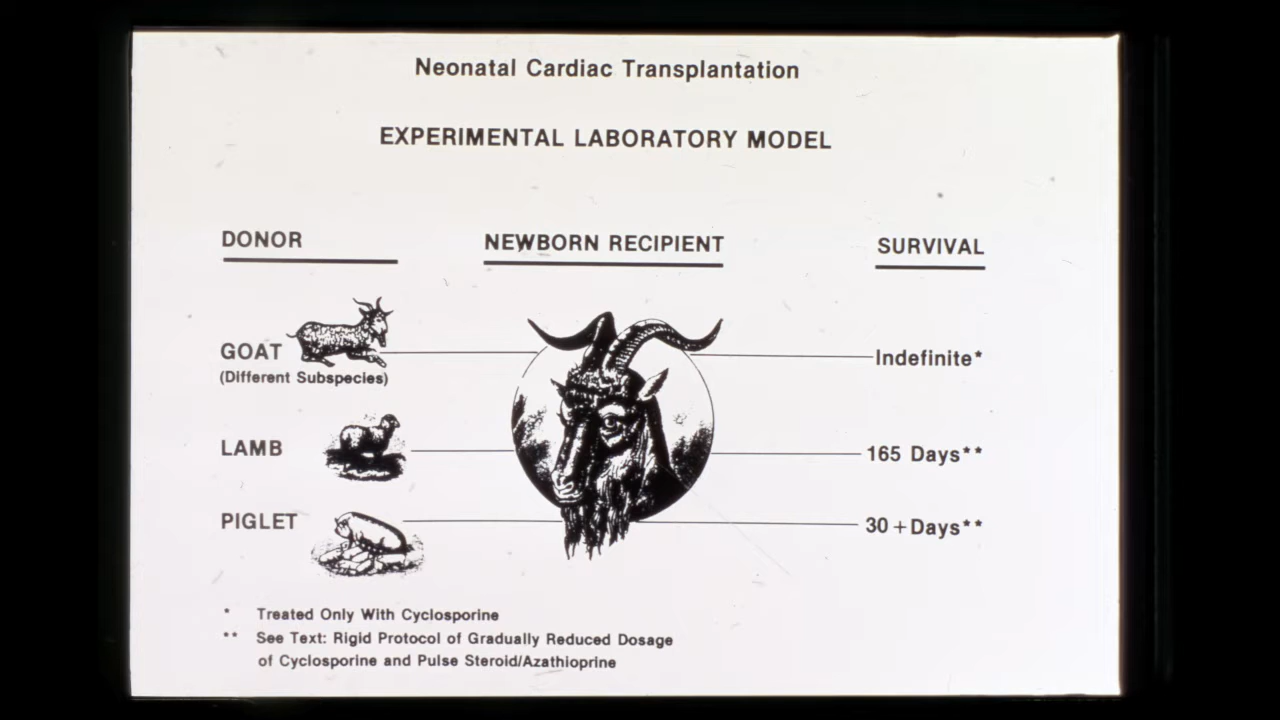 Neonatal Cardiac Transplantation
EXPERIMENTAL LABORATORY MODEL
DONOR NEWBORN RECIPIENT SURVIVAL
GOAT Indefinite*
(Different Subspecies)
LAMB 165 Days**
PIGLET 30+Days**
* Treated Only With Cyclosporine
** See Text: Rigid Protocol of Gradually Reduced Dosage
of Cyclosporine and Pulse Steroid/Azathioprine